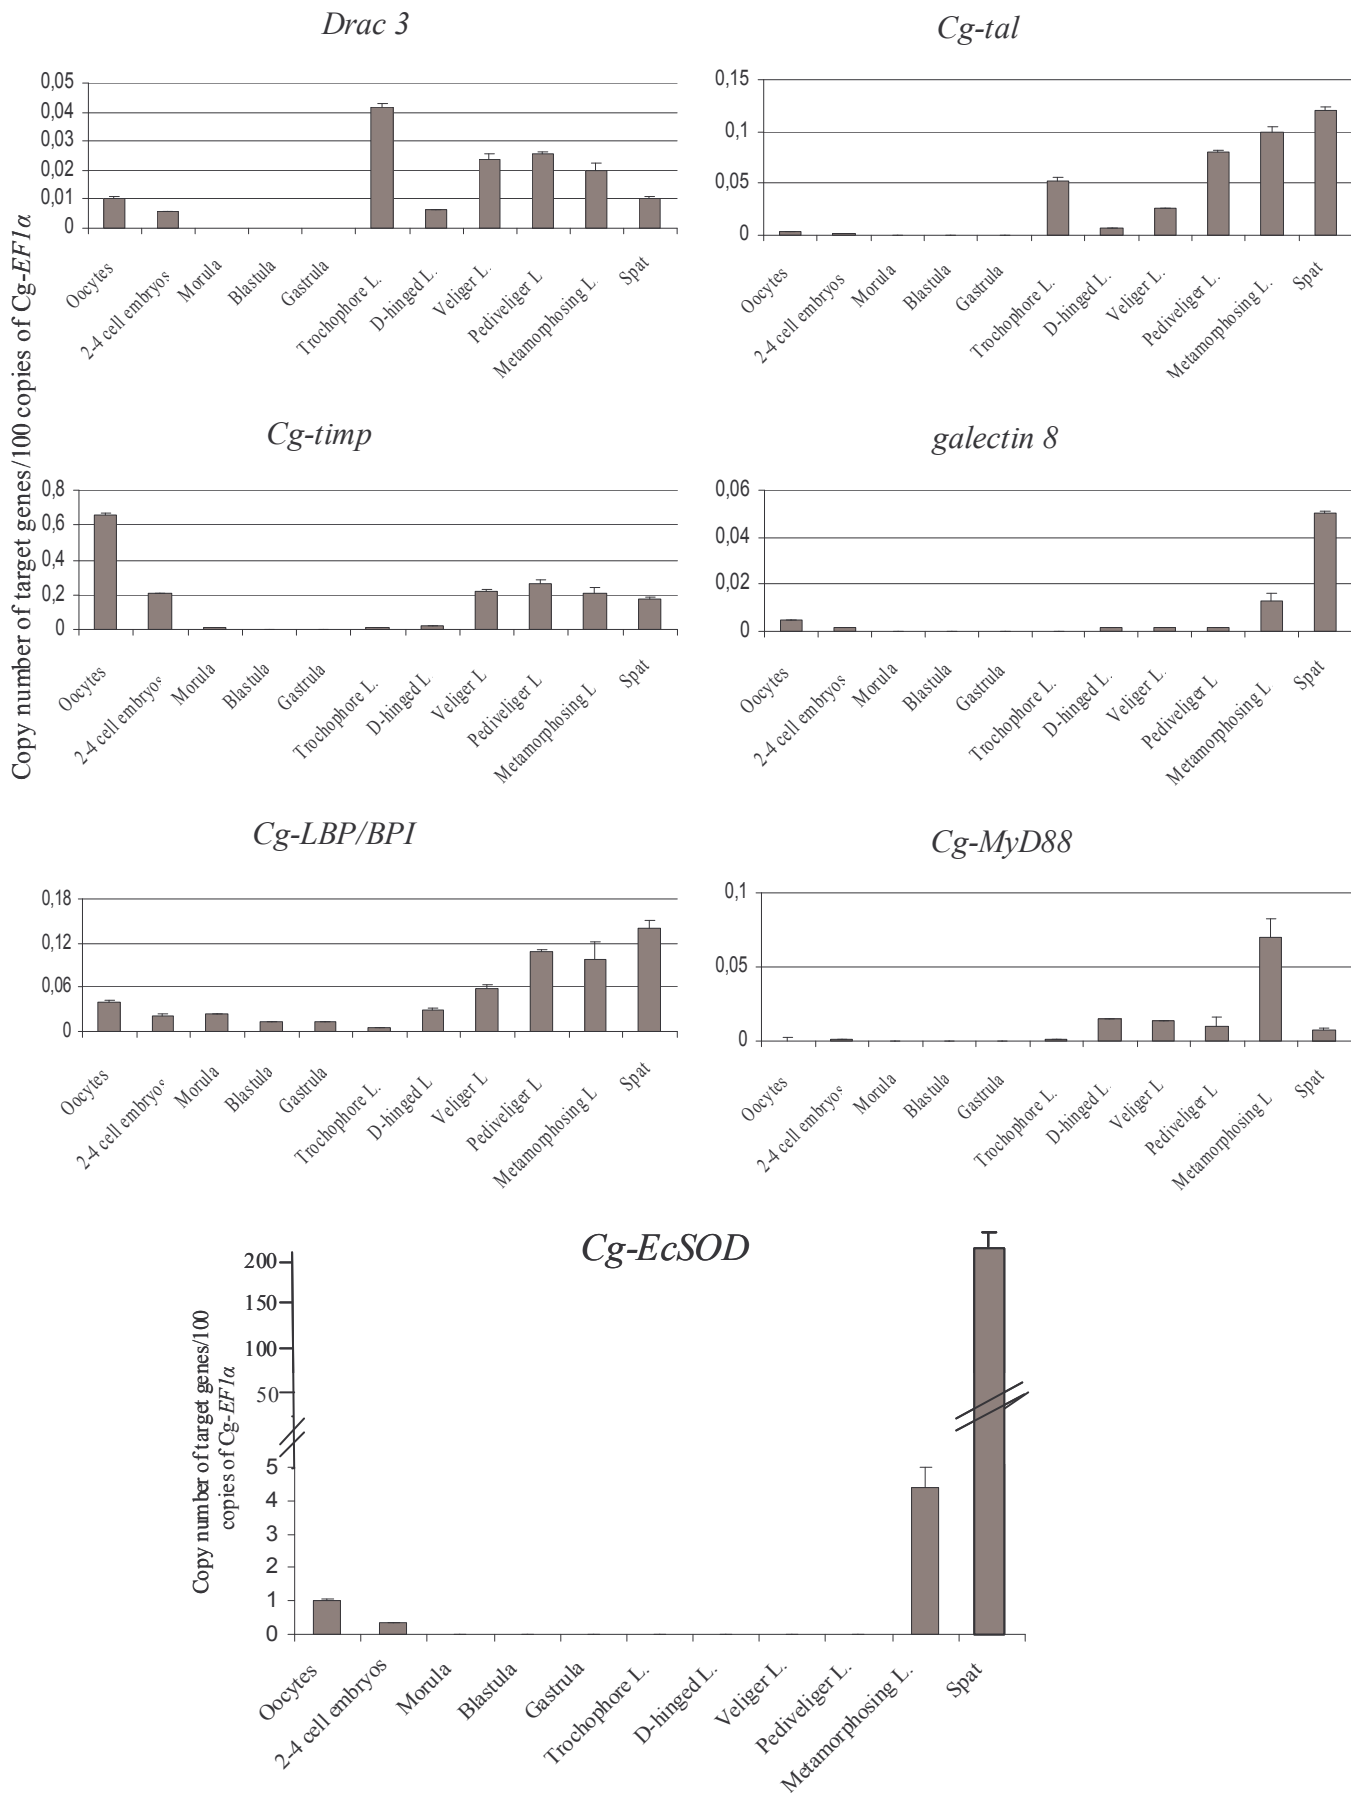 Drac 3
Cg-tal
Copy number of target genes/100 copies of Cg-EF1α
0,05
0,04
0,03
0,02
0,01
0
Oocytes
2-4 cell embryos
Morula
Blastula
Gastrula
Trochophore L.
D-hinged L.
Veliger L.
Pediveliger L
Metamorphosing L.
Spat
0,15
0,1
0,05
0
Oocytes
2-4 cell embryos
Morula
Blastula
Gastrula
Trochophore L.
D-hinged L.
Veliger L.
Pediveliger L.
Metamorphosing L.
Spat
Cg-timp
galectin 8
0,8
0,6
0,4
0,2
0
Oocytes
2-4 cell embryos
Morula
Blastula
Gastrula
Trochophore L.
D-hinged L
Veliger L
Pediveliger L
Metamorphosing L
Spat
0,06
0,04
0,02
0
Oocytes
2-4 cell embryos
Morula
Blastula
Gastrula
Trochophore L.
D-hinged L.
Veliger L.
Pediveliger L
Metamorphosing L
Spat
Cg-LBP/BPI
Cg-MyD88
0,18
0,12
0,06
0
Oocytes
2-4 cell embryos
Morula
Blastula
Gastrula
Trochophore L.
D-hinged L
Veliger L
Pediveliger L
Metamorphosing L
Spat
0,1
0,05
0
Oocytes
2-4 cell embryos
Morula
Blastula
Gastrula
Trochophore L.
D-hinged L.
Veliger L
Pediveliger L
Metamorphosing L
Spat
Cg-EcSOD
Copy number of target genes/100
copies of Cg-EF1α
200
150
100
50
5
4
3
2
1
0
Oocytes
2-4 cell embryos
Morula
Blastula
Gastrula
Trochophore L.
D-hinged L.
Veliger L.
Pediveliger L.
Metamorphosing L.
Spat